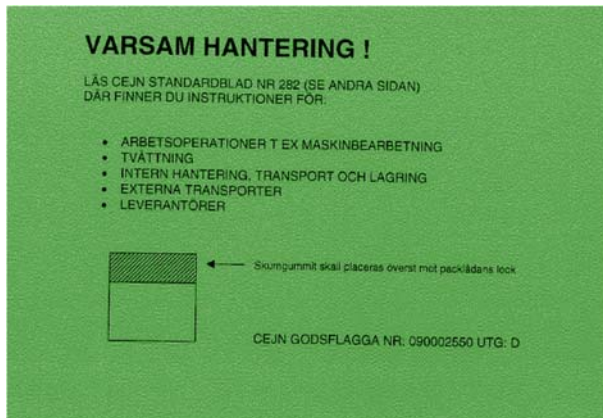 VARSAM HANTERING !
LÄS CEJN STANDARDBLAD NR 282 (SE ANDRA SIDAN)
DÄR FINNER DU INSTRUKTIONER FÖR:
• ARBETSOPERATIONER T EX MASKINBEARBETNING
• TVÄTTNING
• INTERN HANTERING, TRANSPORT OCH LAGRING
• EXTERNA TRANSPORTER
• LEVERANTÖRER
Skumgummit skall placeras överst mot packlådans lock
CEJN GODSFLAGGA NR: 090002550 UTG: D